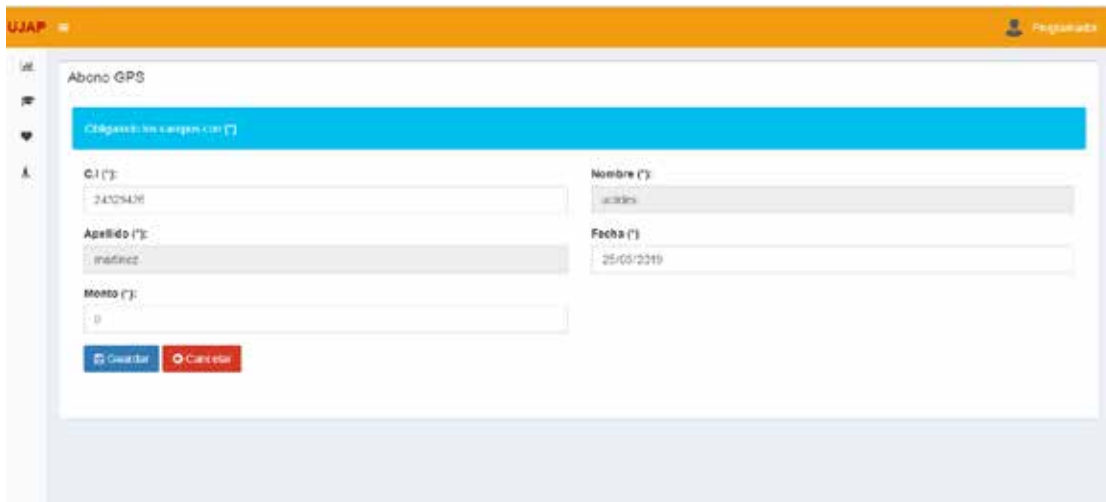 UJAP
Programador
Abono GPS
los campos con (*)
C.I (*):
Nombre (*):
24329426
Apellido (*):
Fecha (*)
martinez
25/05/2019
Monto (*):
0
Guardar
Cancelar